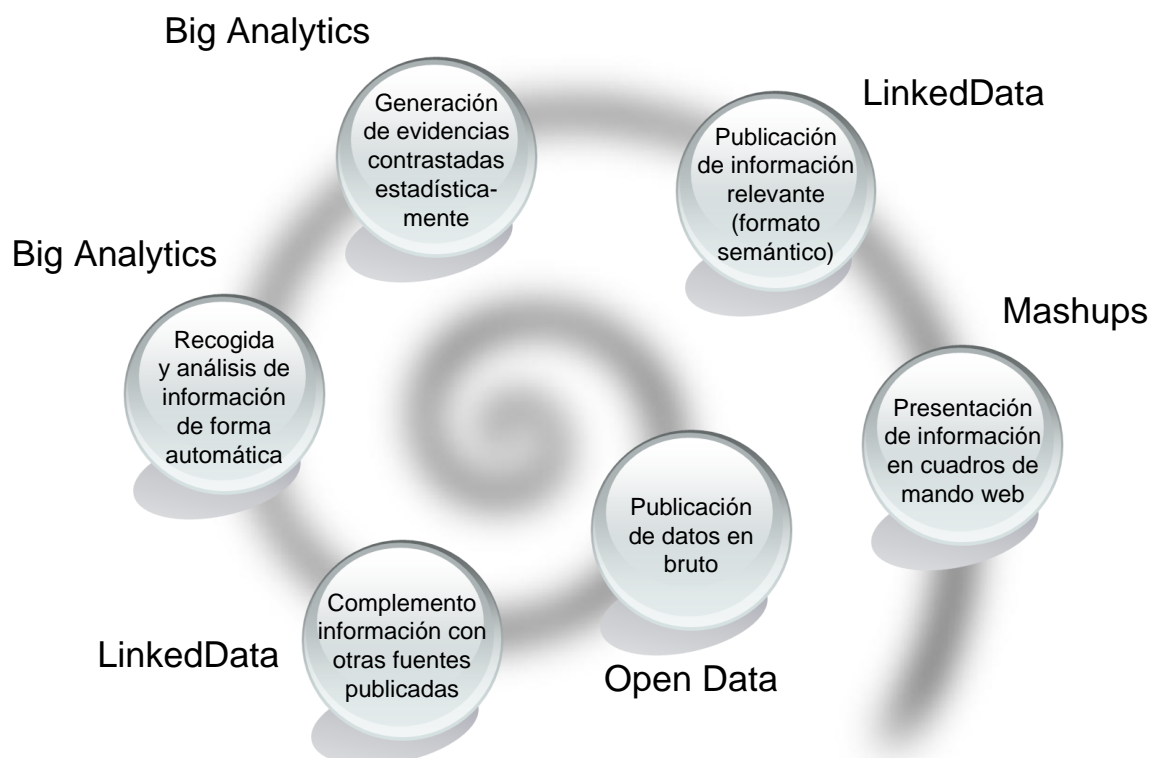 Big Analytics
Generación
de evidencias
contrastadas
estadística-
mente
LinkedData
Publicación
de información
relevante
(formato
semántico)
Big Analytics
Recogida
y análisis de
información
de forma
automática
Mashups
Presentación
de información
en cuadros de
mando web
Publicación
de datos en
bruto
Open Data
LinkedData
Complemento
información con
otras fuentes
publicadas